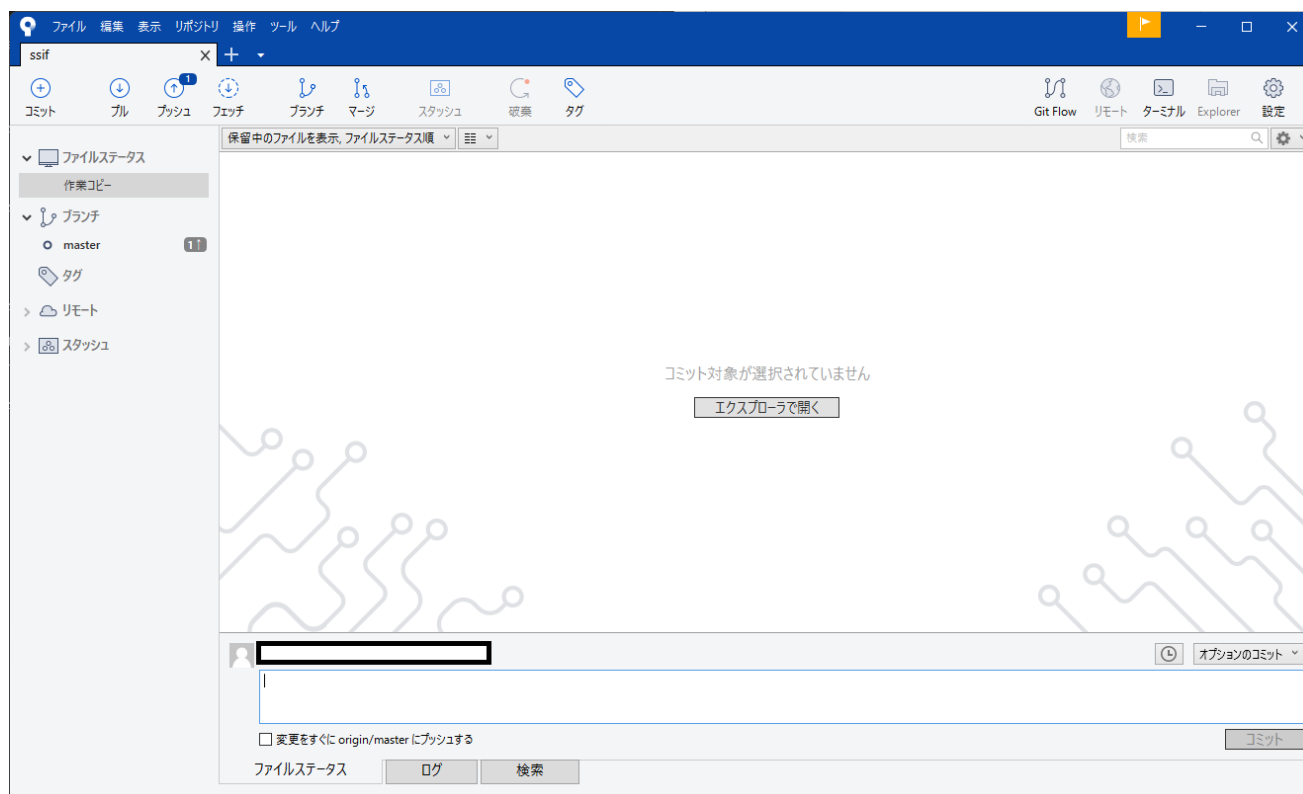 ファイル 編集 表示 リポジトリ 操作 ツール ヘルプ
ssif
1
コミット プル プッシュ フェッチ ブランチ マージ スタッシュ 破棄 タグ Git Flow リモート ターミナル Explorer 設定
保留中のファイルを表示, ファイルステータス順 検索
ファイルステータス
作業コピー
ブランチ
master 1↑
タグ
リモート
スタッシュ
コミット対象が選択されていません
エクスプローラで開く
オプションのコミット
変更をすぐに origin/master にプッシュする
コミット
ファイルステータス ログ 検索